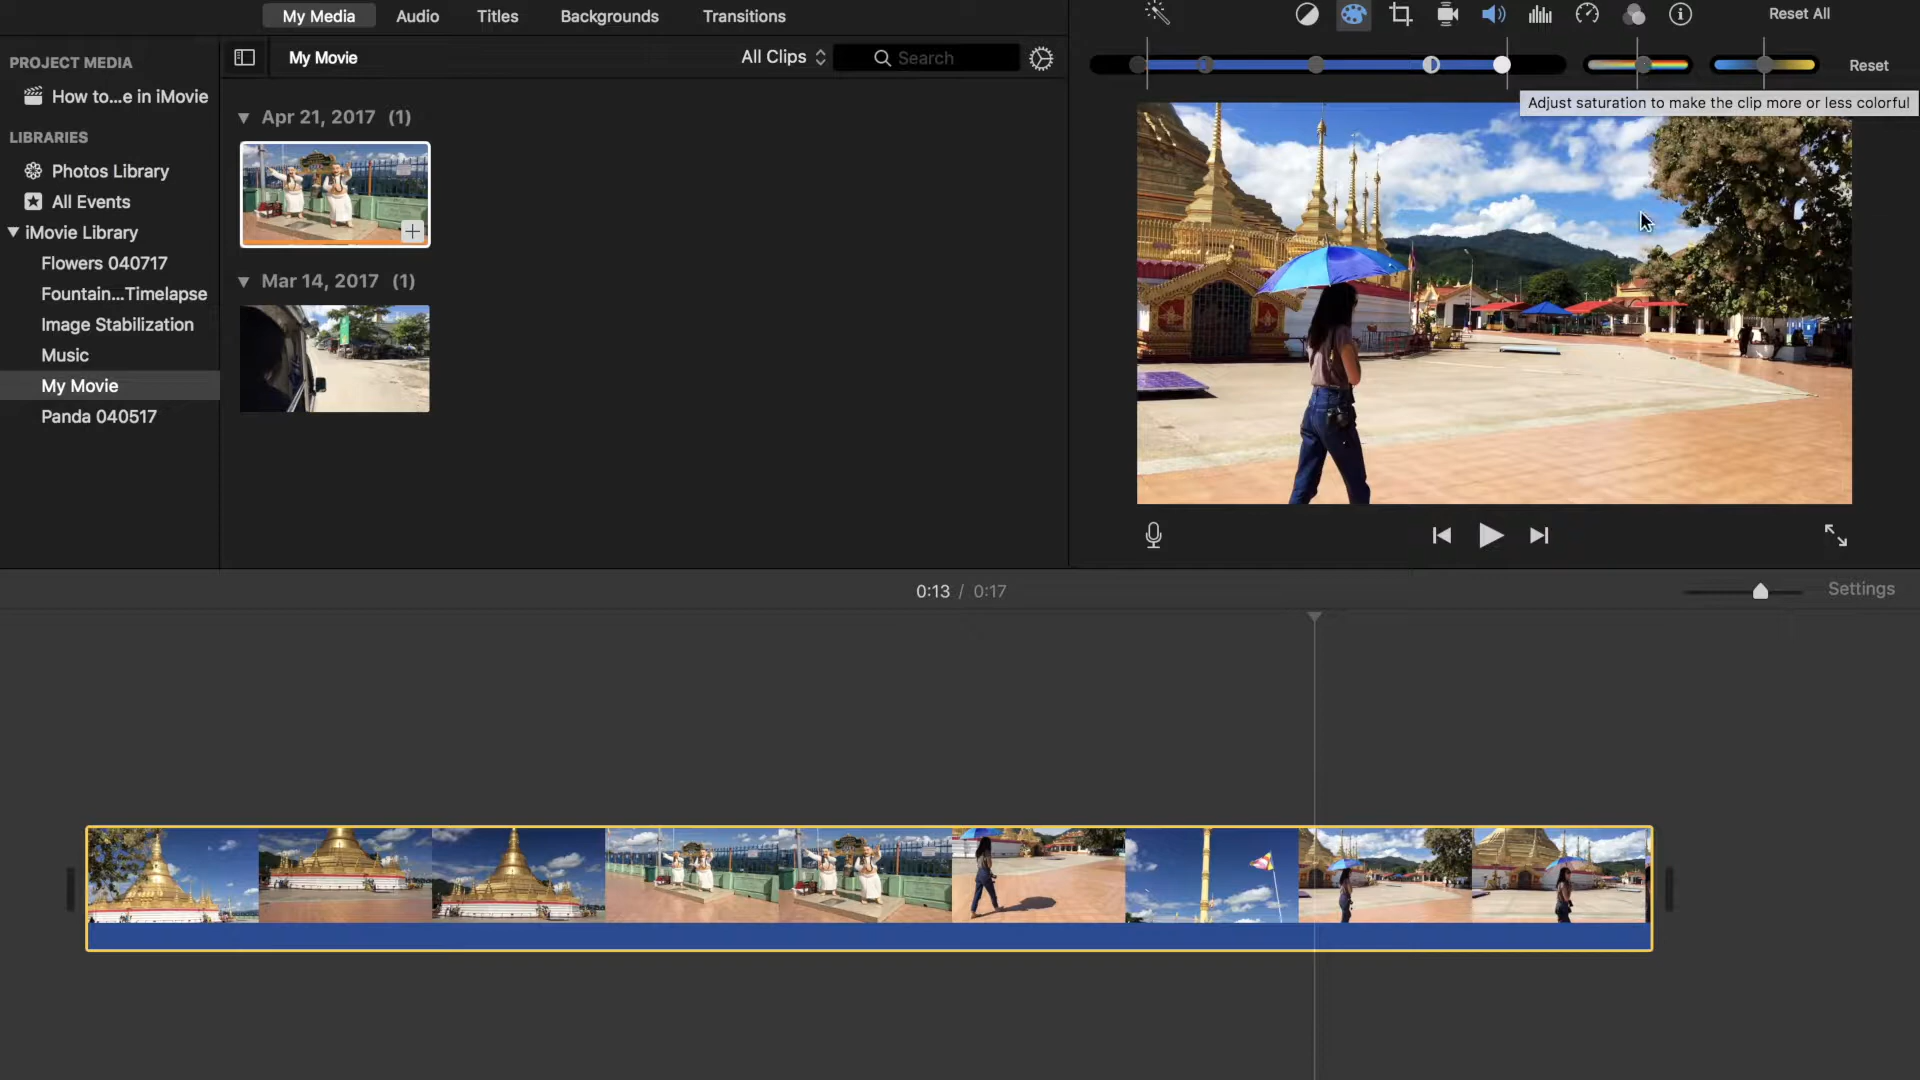 My Media
Audio
Titles
Backgrounds
Transitions
Reset All
PROJECT MEDIA
How to...e in iMovie
LIBRARIES
Photos Library
All Events
iMovie Library
Flowers 040717
Fountain...Timelapse
Image Stabilization
Music
My Movie
Panda 040517
My Movie
All Clips
Search
Apr 21, 2017 (1)
Mar 14, 2017 (1)
Reset
Adjust saturation to make the clip more or less colorful
0:13 / 0:17
Settings